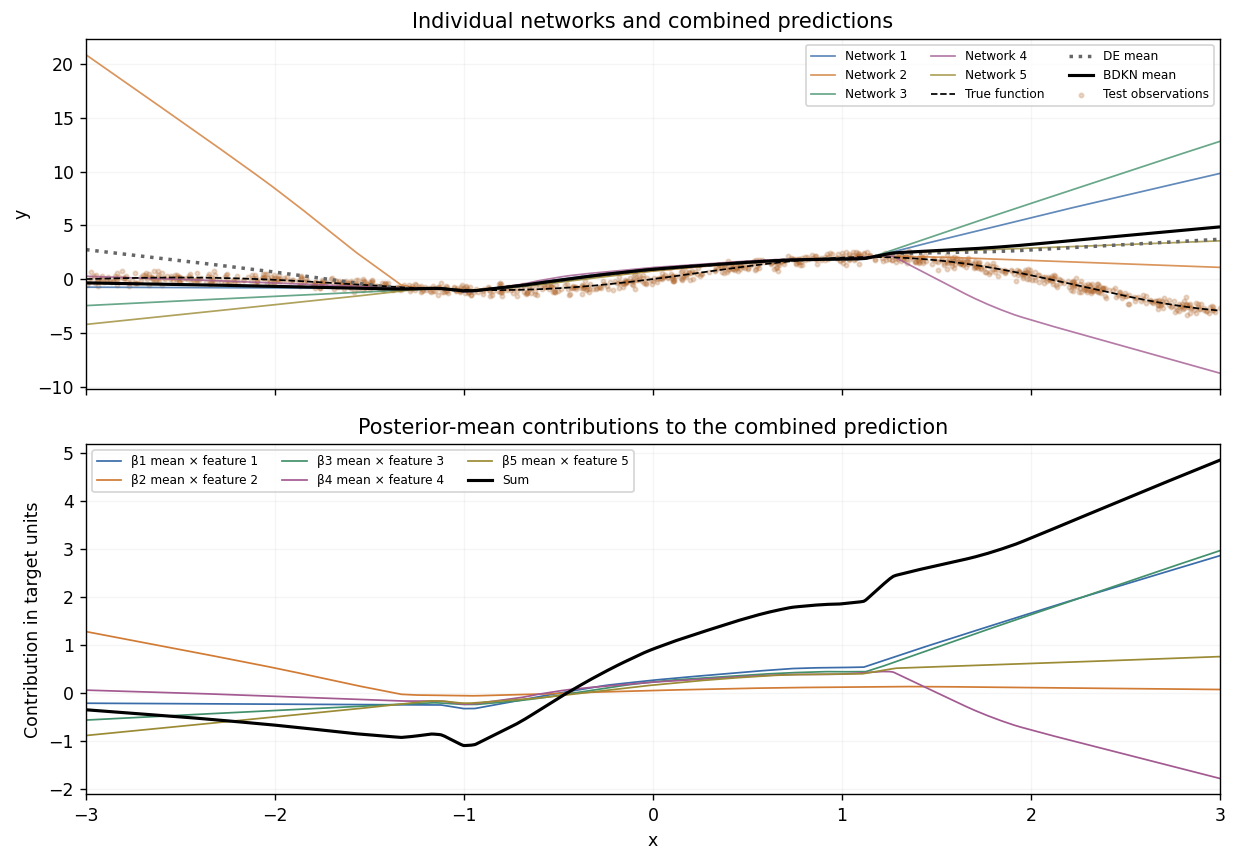 Individual networks and combined predictions
y
20
15
10
5
0
−5
−10
Network 1
Network 2
Network 3
Network 4
Network 5
True function
DE mean
BDKN mean
Test observations
Posterior-mean contributions to the combined prediction
Contribution in target units
5
4
3
2
1
0
−1
−2
β1 mean × feature 1
β2 mean × feature 2
β3 mean × feature 3
β4 mean × feature 4
β5 mean × feature 5
Sum
−3 −2 −1 0 1 2 3
x